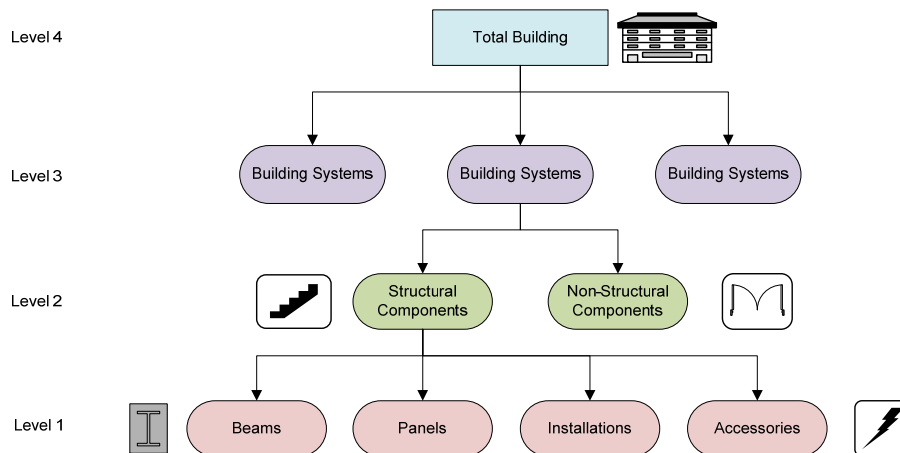 Level 4
Total Building
Level 3
Building Systems
Building Systems
Building Systems
Level 2
Structural
Components
Non-Structural
Components
Level 1
Beams
Panels
Installations
Accessories